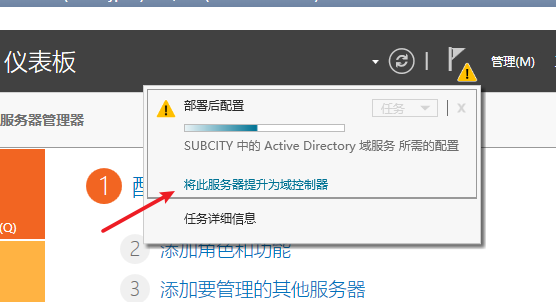 仪表板
管理(M)
服务器管理器
部署后配置
任务
x
SUBCITY 中的 Active Directory 域服务 所需的配置
将此服务器提升为域控制器
任务详细信息
(Q)
1
2 添加角色和功能
3 添加要管理的其他服务器